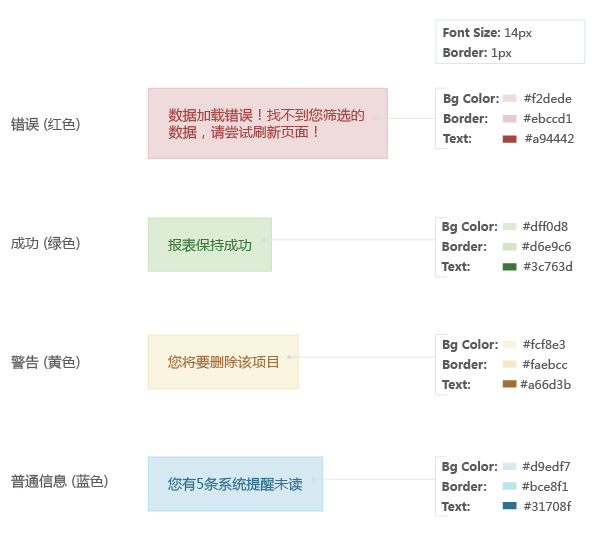 Font Size: 14px
Border: 1px
错误 (红色)
数据加载错误！找不到您筛选的
数据，请尝试刷新页面！
Bg Color: #f2dede
Border: #ebccd1
Text: #a94442
成功 (绿色)
报表保持成功
Bg Color: #dff0d8
Border: #d6e9c6
Text: #3c763d
警告 (黄色)
您将要删除该项目
Bg Color: #fcf8e3
Border: #faebcc
Text: #a66d3b
普通信息 (蓝色)
您有5条系统提醒未读
Bg Color: #d9edf7
Border: #bce8f1
Text: #31708f